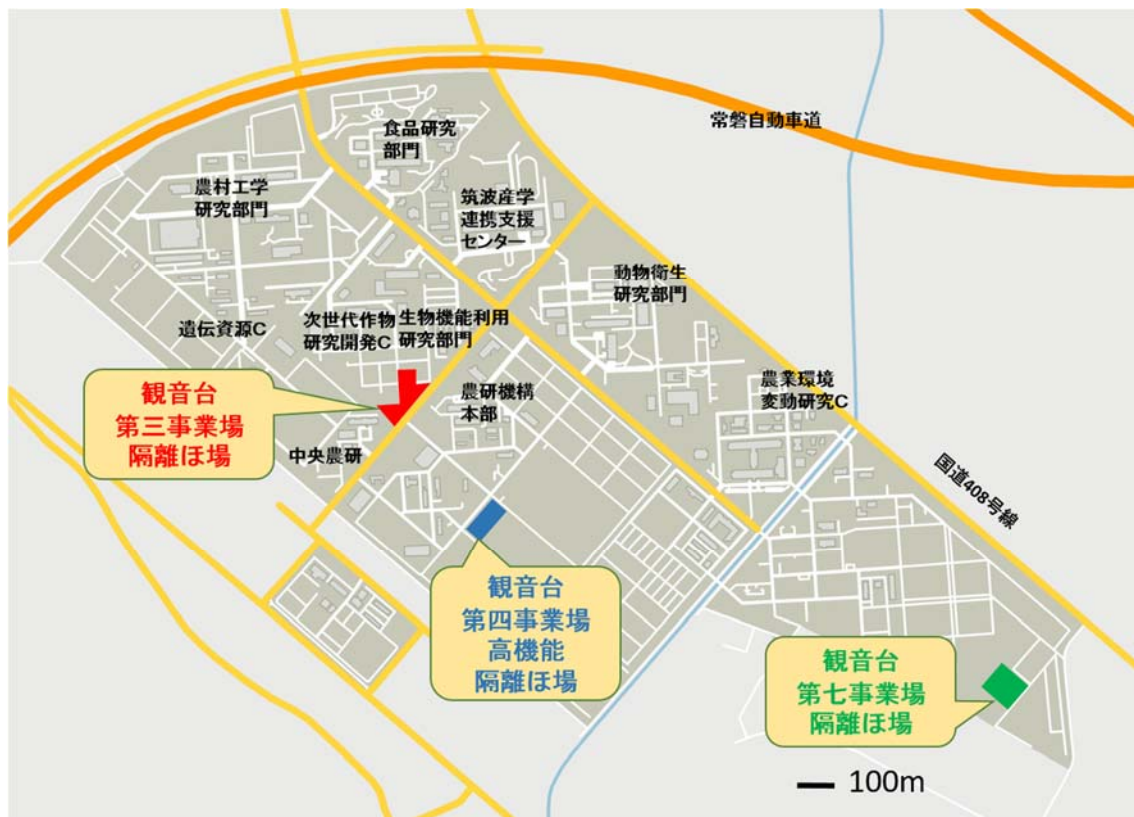 常磐自動車道
食品研究
部門
農村工学
研究部門
筑波産学
連携支援
センター
動物衛生
研究部門
遺伝資源C
次世代作物
研究開発C
生物機能利用
研究部門
農研機構
本部
農業環境
変動研究C
観音台
第三事業場
隔離ほ場
中央農研
国道408号線
観音台
第四事業場
高機能
隔離ほ場
観音台
第七事業場
隔離ほ場
100m